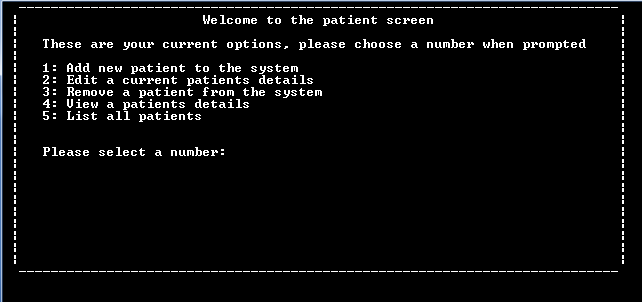 Welcome to the patient screen
These are your current options, please choose a number when prompted
1: Add new patient to the system
2: Edit a current patients details
3: Remove a patient from the system
4: View a patients details
5: List all patients
Please select a number: